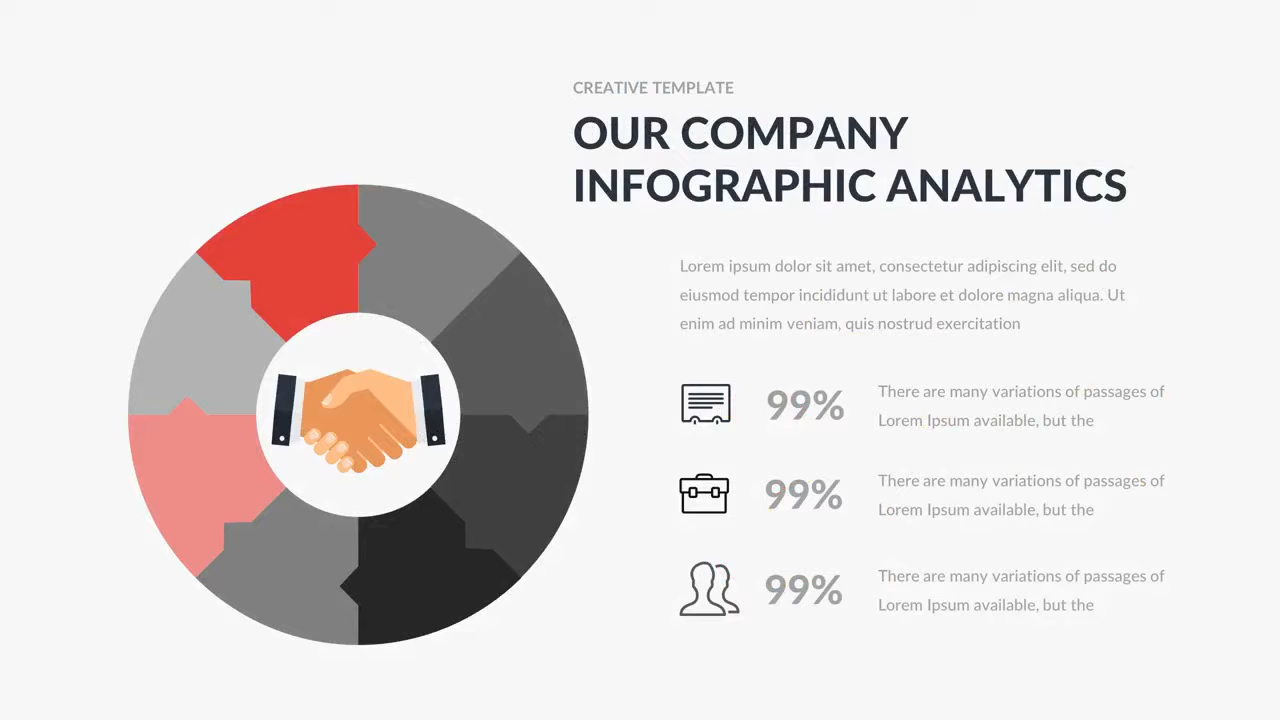 CREATIVE TEMPLATE
OUR COMPANY
INFOGRAPHIC ANALYTICS
Lorem ipsum dolor sit amet, consectetur adipiscing elit, sed do
eiusmod tempor incididunt ut labore et dolore magna aliqua. Ut
enim ad minim veniam, quis nostrud exercitation
99%
There are many variations of passages of
Lorem Ipsum available, but the
99%
There are many variations of passages of
Lorem Ipsum available, but the
99%
There are many variations of passages of
Lorem Ipsum available, but the